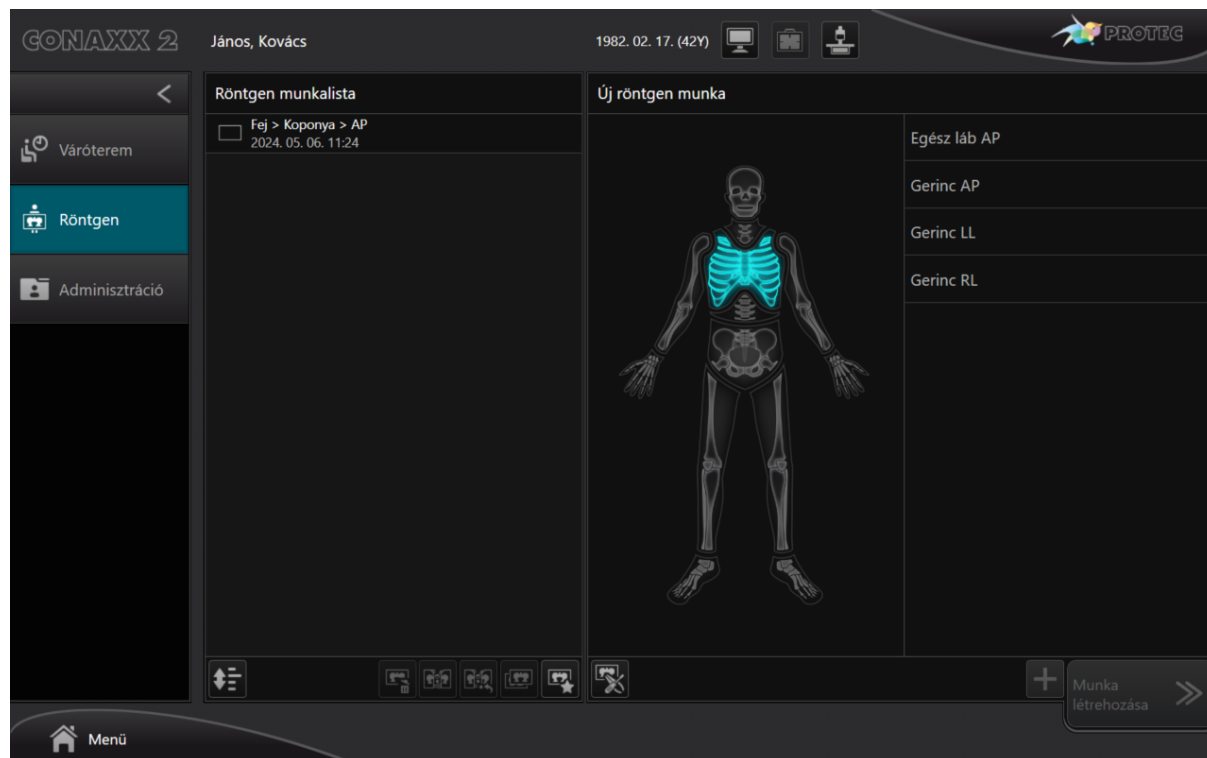 CONAXX 2
János, Kovács
1982. 02. 17. (42Y)
PROTEC
Röntgen munkalista
Új röntgen munka
Váróterem
Röntgen
Adminisztráció
Fej > Koponya > AP
2024. 05. 06. 11:24
Egész láb AP
Gerinc AP
Gerinc LL
Gerinc RL
Munka
létrehozása
Menü